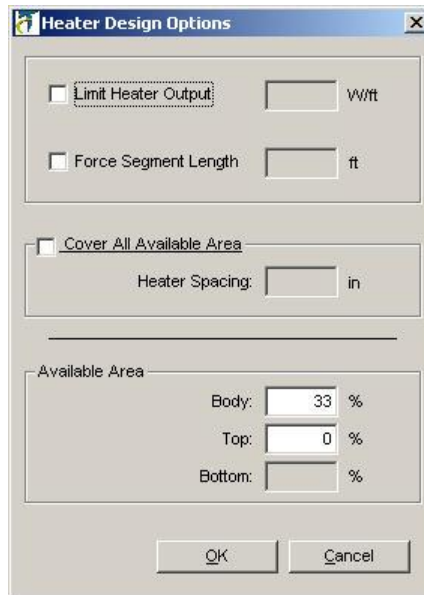 Heater Design Options
Limit Heater Output W/ft
Force Segment Length ft
Cover All Available Area
Heater Spacing: in
Available Area
Body: 33 %
Top: 0 %
Bottom: %
OK Cancel